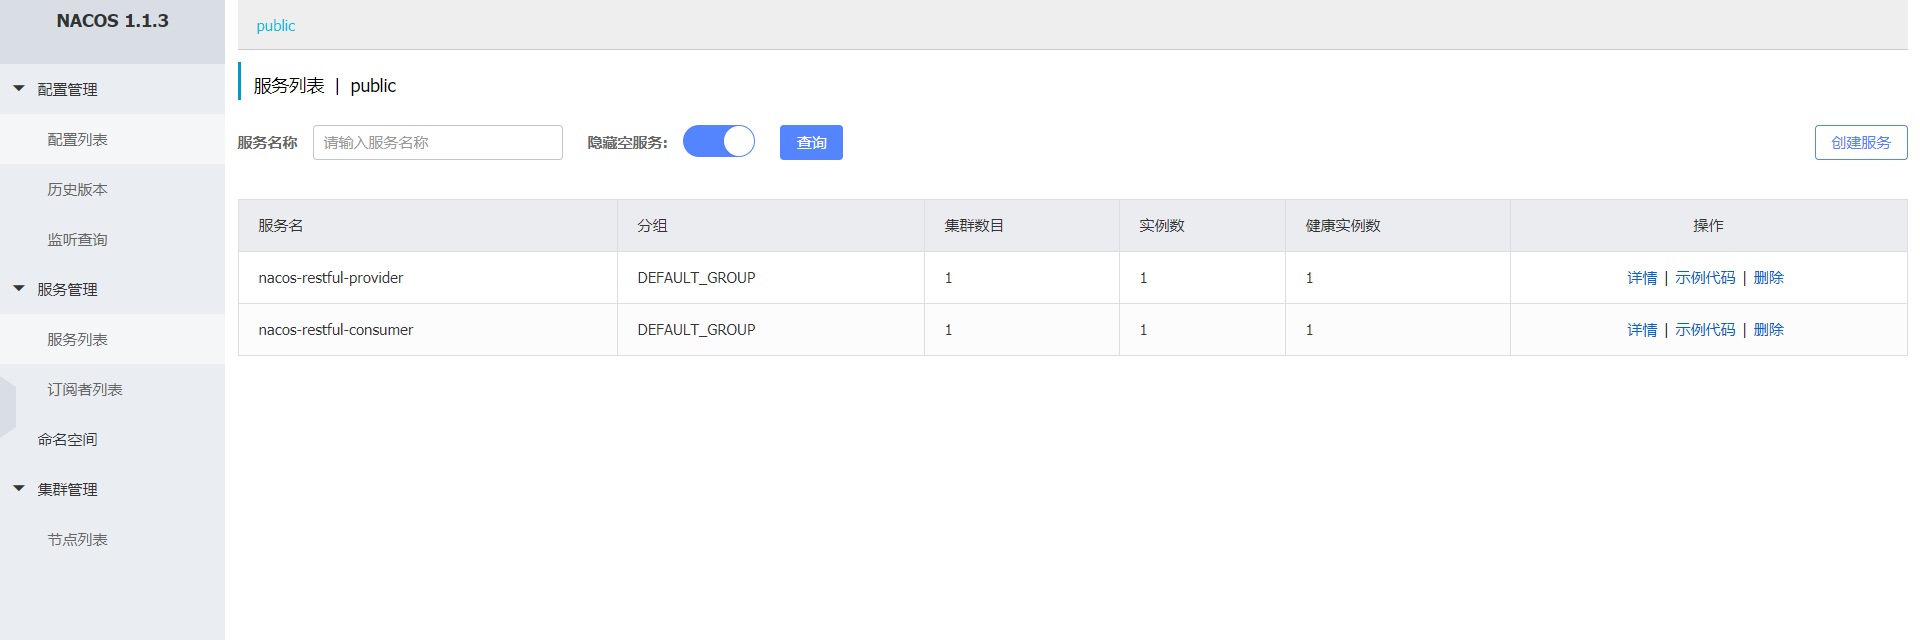 NACOS 1.1.3
配置管理
配置列表
历史版本
监听查询
服务管理
服务列表
订阅者列表
命名空间
集群管理
节点列表
public
服务列表 | public
服务名称 请输入服务名称 隐藏空服务: 查询 创建服务
服务名 分组 集群数目 实例数 健康实例数 操作
nacos-restful-provider DEFAULT_GROUP 1 1 1 详情 | 示例代码 | 删除
nacos-restful-consumer DEFAULT_GROUP 1 1 1 详情 | 示例代码 | 删除